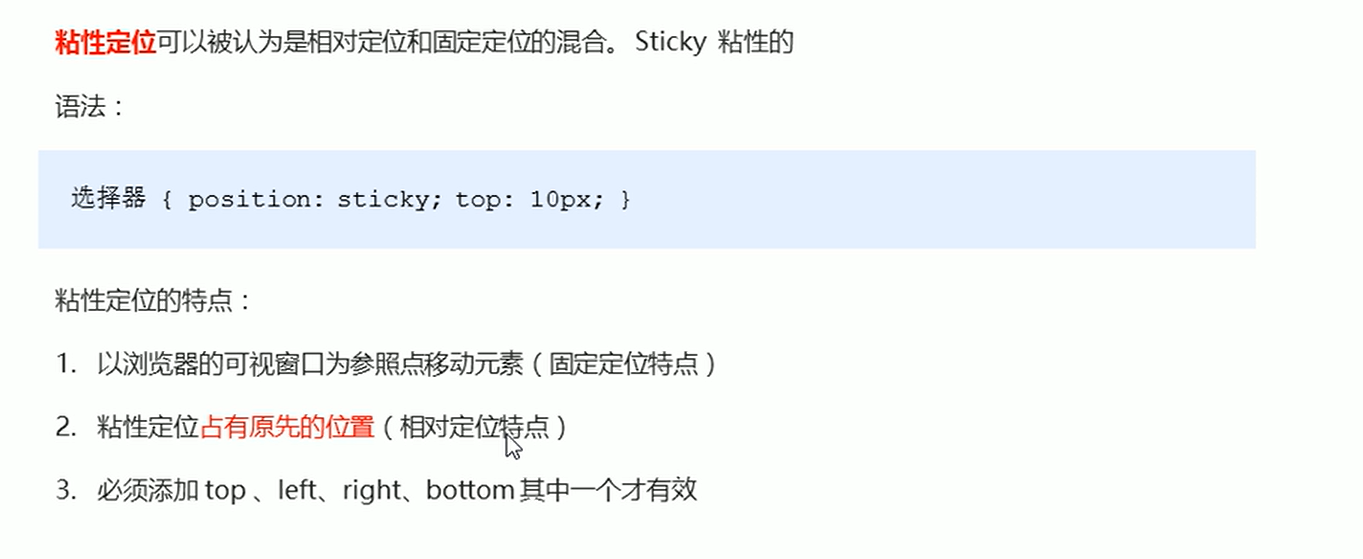 粘性定位可以被认为是相对定位和固定定位的混合。 Sticky 粘性的
语法：
选择器 { position: sticky; top: 10px; }
粘性定位的特点：
1. 以浏览器的可视窗口为参照点移动元素（固定定位特点）
2. 粘性定位占有原先的位置（相对定位特点）
3. 必须添加 top 、left、right、bottom 其中一个才有效